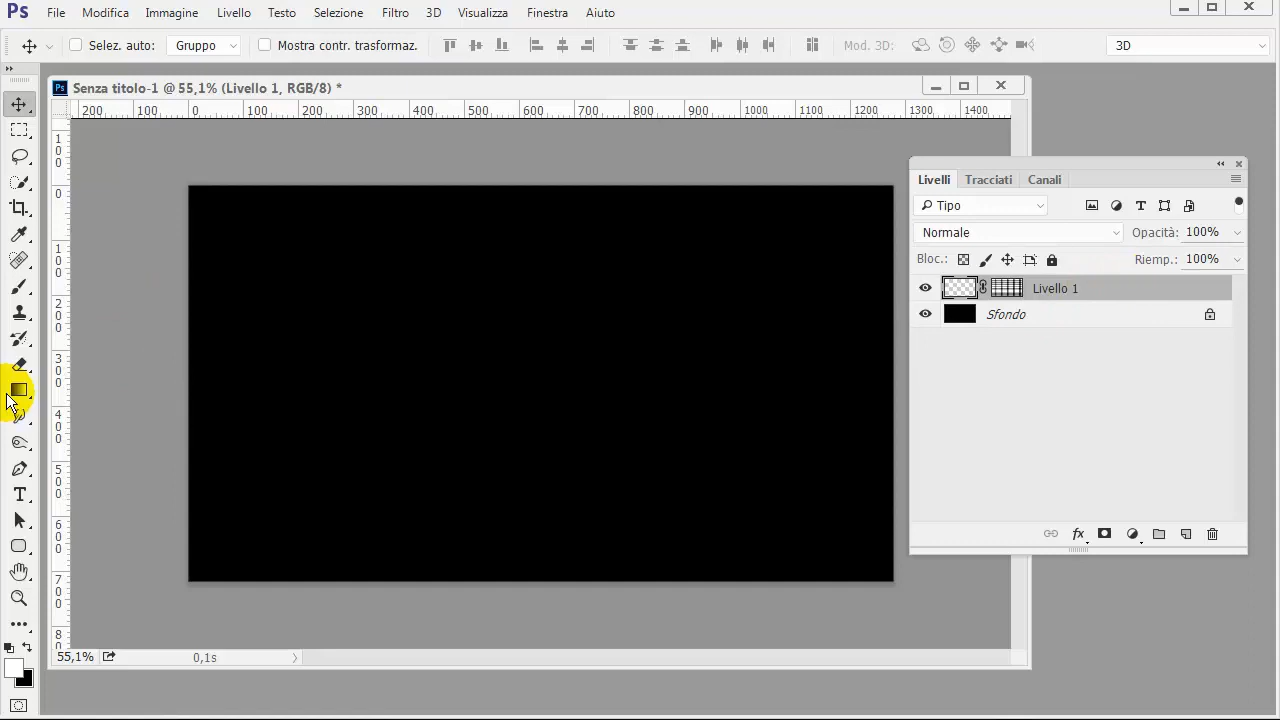 Ps File Modifica Immagine Livello Testo Selezione Filtro 3D Visualizza Finestra Aiuto
Selez. auto: Gruppo Mostra contr. trasformaz. Mod. 3D: 3D
Ps Senza titolo-1 @ 55,1% (Livello 1, RGB/8) *
200 100 0 100 200 300 400 500 600 700 800 900 1000 1100 1200 1300 1400
100
0
100
200
300
400
500
600
700
80
Livelli Tracciati Canali
Tipo
Normale Opacità: 100%
Bloc.: Riemp.: 100%
Livello 1
Sfondo
fx
T
55,1% 0,1s